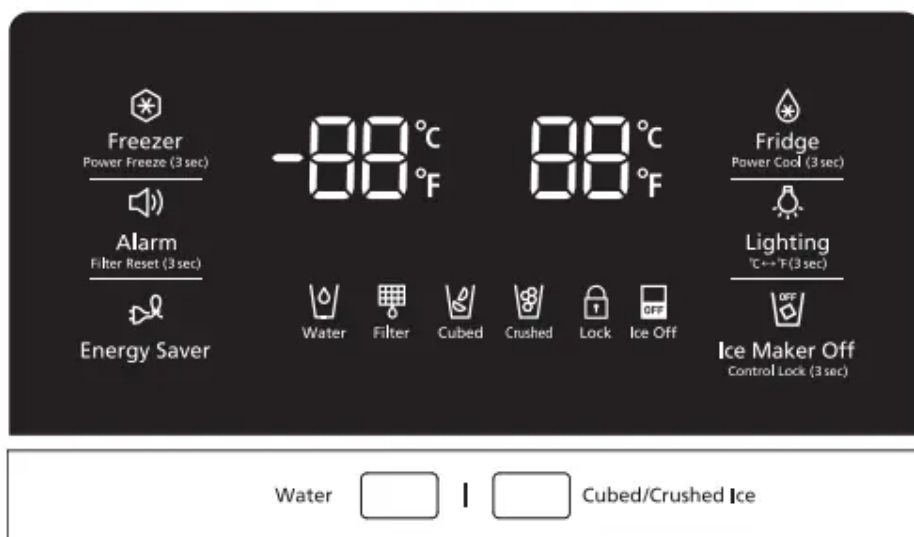 Freezer
Power Freeze (3 sec)
Alarm
Filter Reset (3 sec)
Energy Saver
-88 °C
°F
88 °C
°F
Water
Filter
Cubed
Crushed
Lock
OFF
Ice Off
Fridge
Power Cool (3 sec)
Lighting
°C↔°F(3 sec)
OFF
Ice Maker Off
Control Lock (3 sec)
Water
Cubed/Crushed Ice